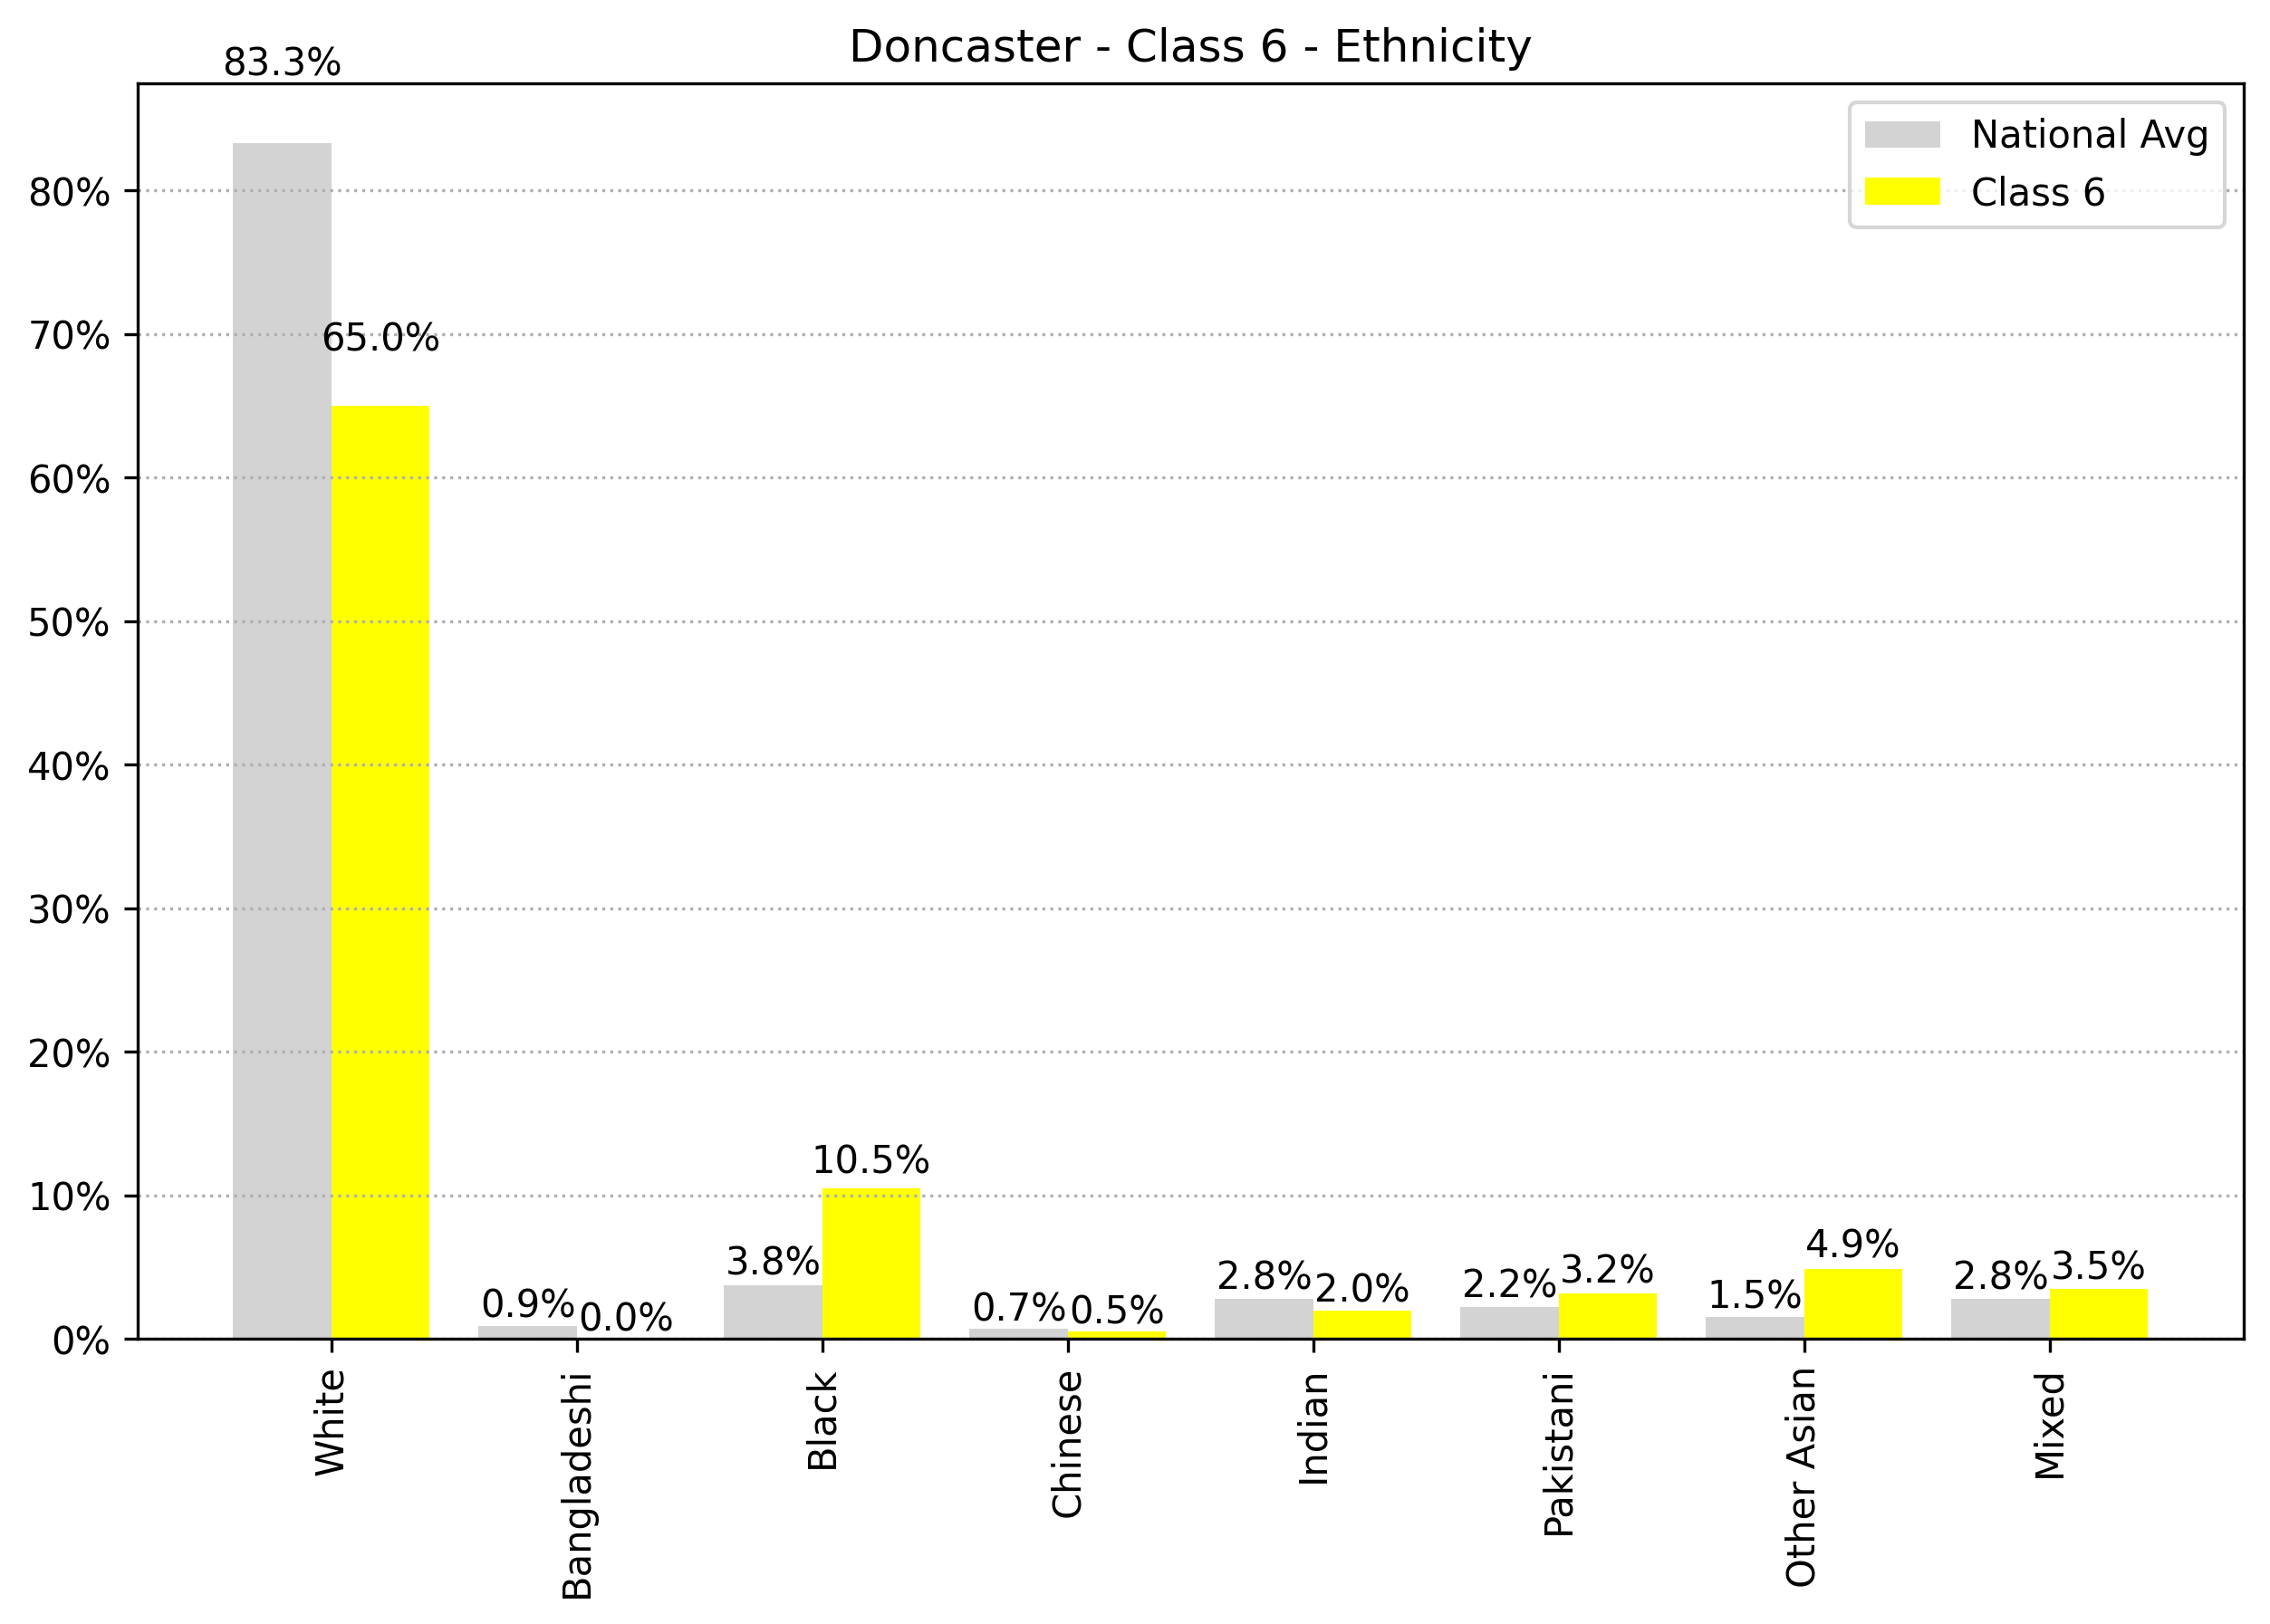 Doncaster - Class 6 - Ethnicity
83.3%
National Avg
Class 6
80%
70%
65.0%
60%
50%
40%
30%
20%
10%
0%
0.9%
0.0%
3.8%
10.5%
0.7%
0.5%
2.8%
2.0%
2.2%
3.2%
1.5%
4.9%
2.8%
3.5%
White
Bangladeshi
Black
Chinese
Indian
Pakistani
Other Asian
Mixed